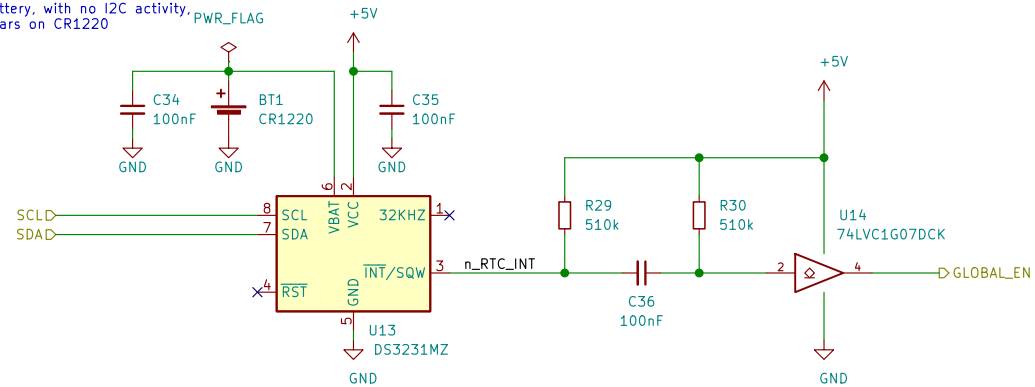 ttery, with no I2C activity,
ars on CR1220
PWR_FLAG
+5V
+5V
C34
100nF
BT1
CR1220
C35
100nF
GND
GND
GND
6
2
SCL
8
SCL
VBAT
VCC
32KHZ
1
SDA
7
SDA
R29
510k
R30
510k
U14
74LVC1G07DCK
n_RTC_INT
INT/SQW
3
2
4
GLOBAL_EN
4
RST
GND
C36
100nF
5
U13
DS3231MZ
GND
GND